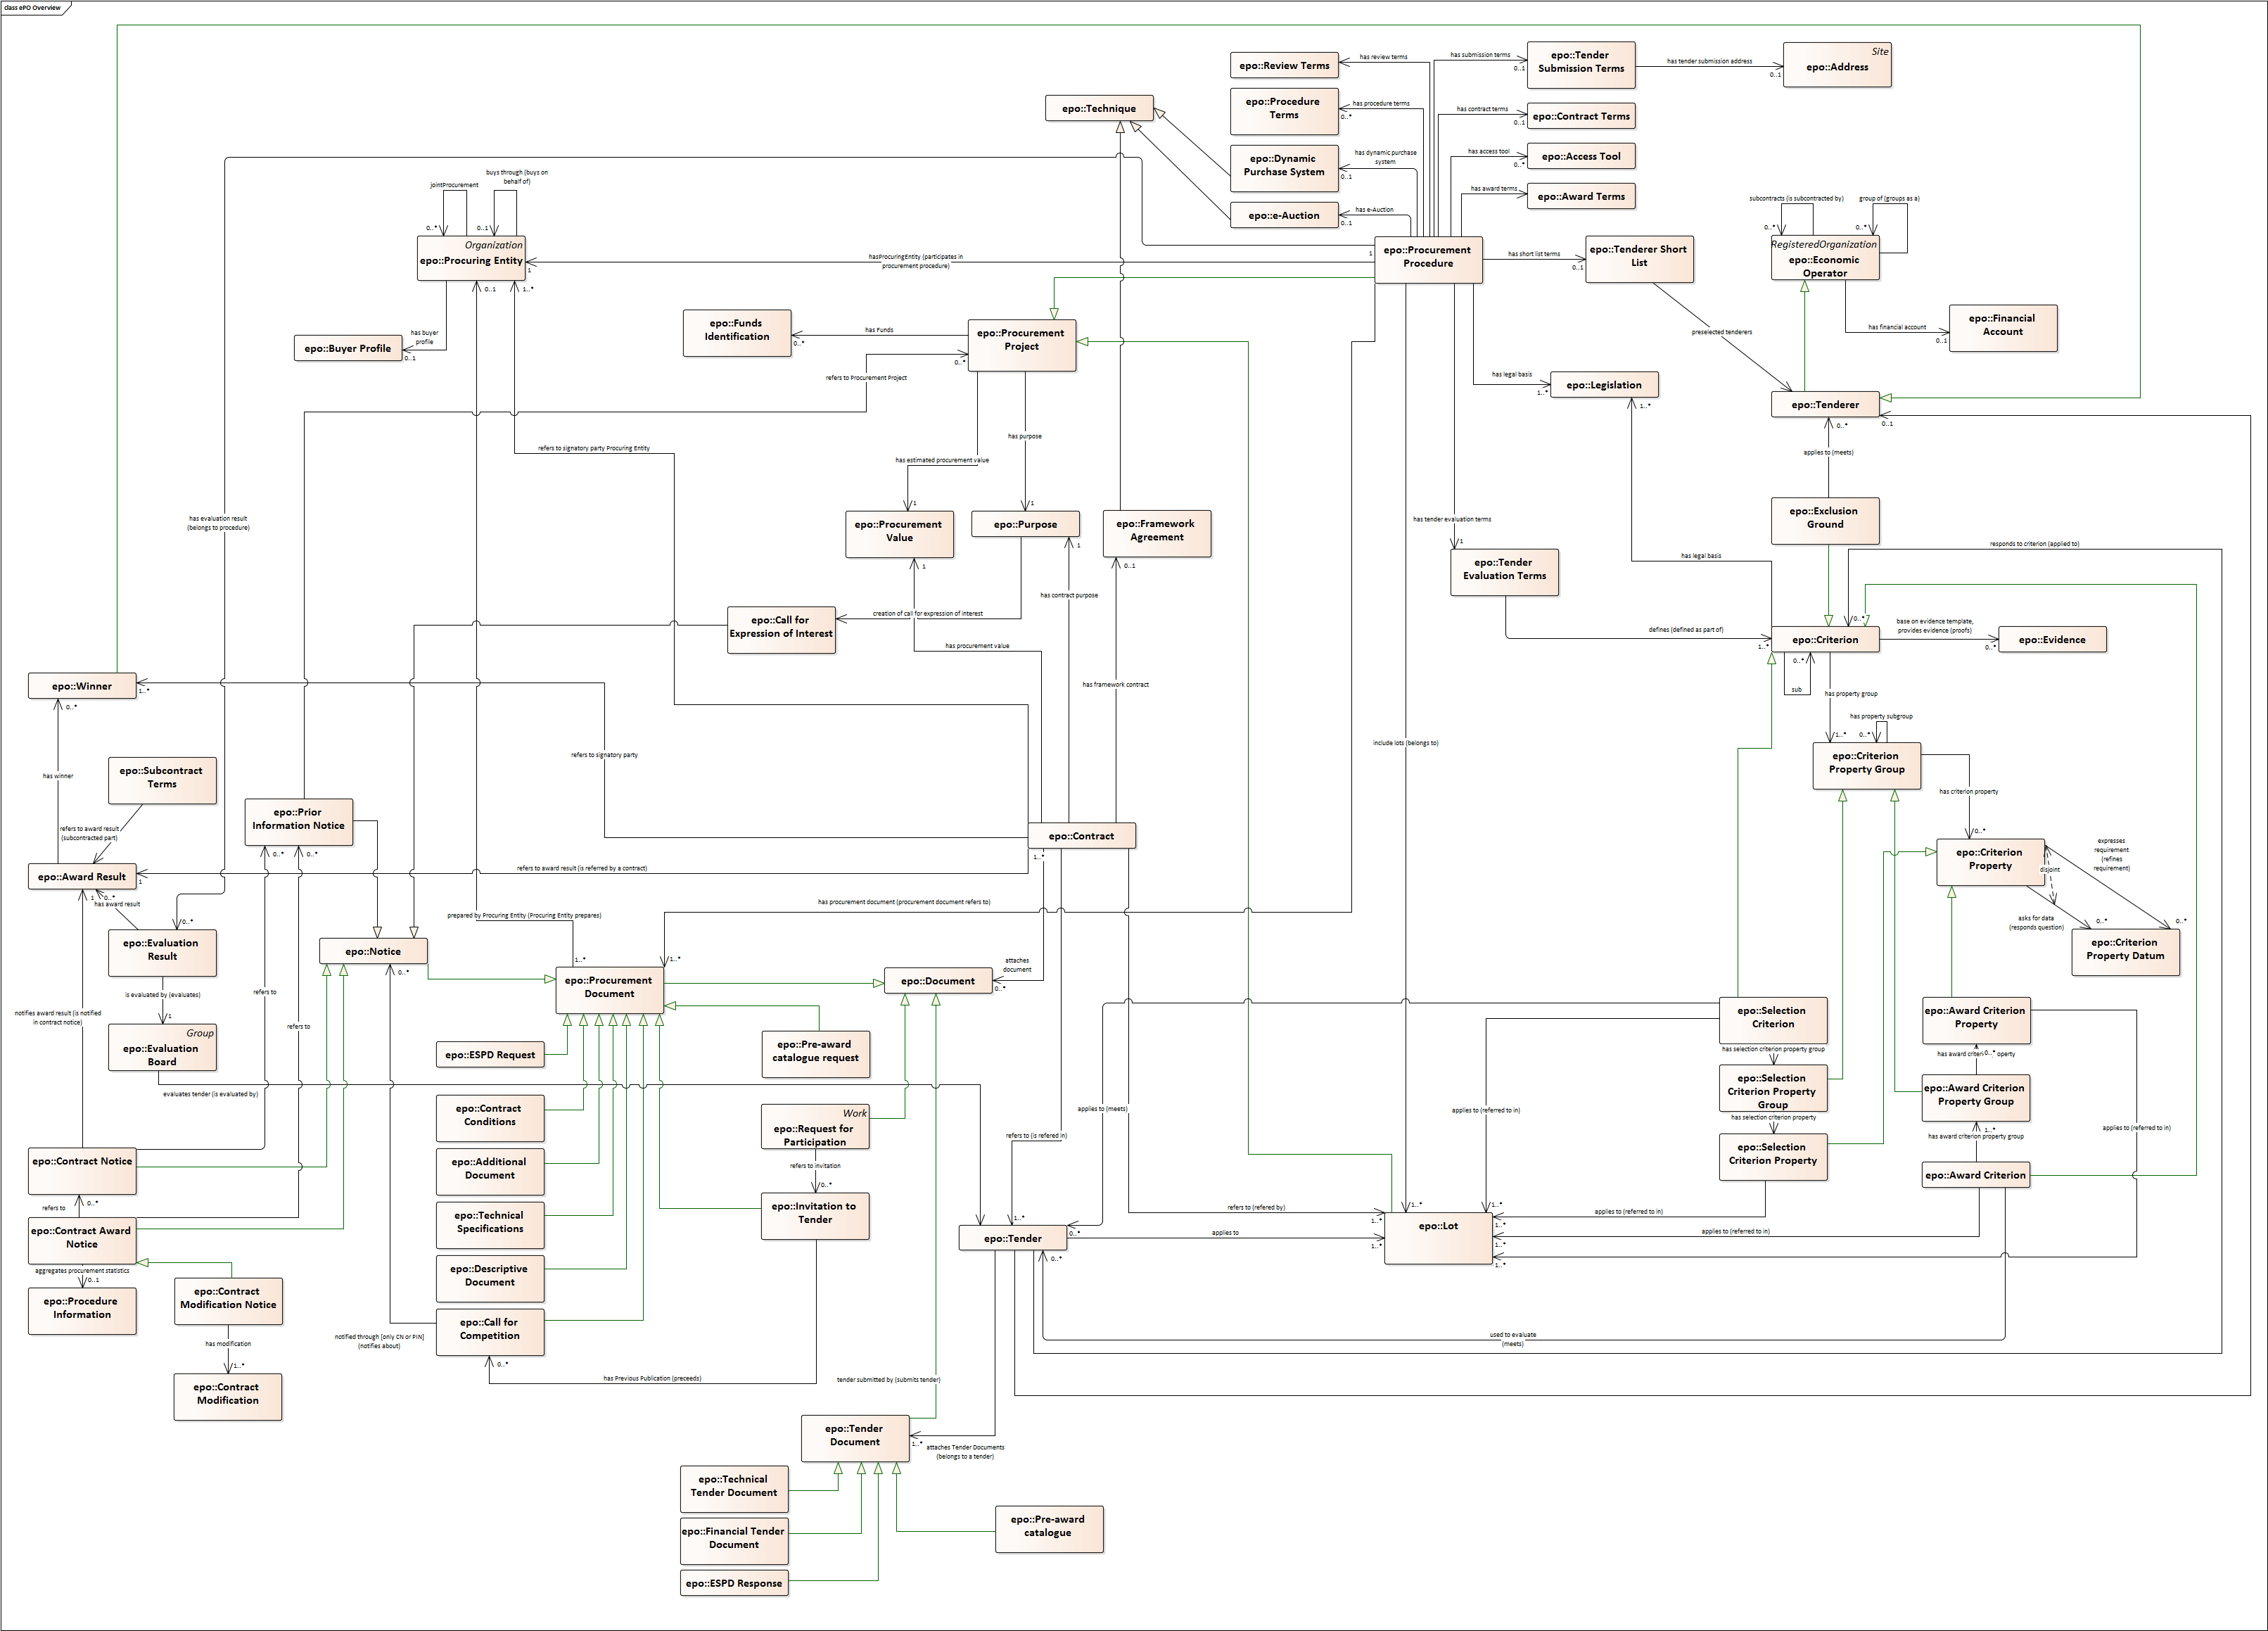 class ePO Overview
epo::Review Terms
has review terms
has submission terms
0..1
epo::Tender
Submission Terms
has tender submission address
0..1
Site
epo::Address
epo::Technique
epo::Procedure
Terms
has procedure terms
0..*
has contract terms
0..1
epo::Contract Terms
epo::Dynamic
Purchase System
has dynamic purchase
system
0..1
has access tool
0..*
epo::Access Tool
epo::e-Auction
has e-Auction
0..1
has award terms
epo::Award Terms
jointProcurement
0..*
buys through (buys on
behalf of)
0..1
Organization
epo::Procuring Entity
1
0..1
1..*
hasProcuringEntity (participates in
procurement procedure)
1
epo::Procurement
Procedure
has short list terms
0..1
epo::Tenderer Short
List
subcontracts (is subcontracted by)
0..*
group of (groups as a)
0..*
RegisteredOrganization
epo::Economic
Operator
has financial account
0..1
epo::Financial
Account
has buyer
profile
0..1
epo::Buyer Profile
epo::Funds
Identification
has Funds
0..*
epo::Procurement
Project
0..*
refers to Procurement Project
preselected tenderers
has legal basis
1..*
epo::Legislation
1..*
epo::Tenderer
0..*
0..1
applies to (meets)
refers to signatory party Procuring Entity
has estimated procurement value
1
has purpose
1
epo::Procurement
Value
1
epo::Purpose
1
epo::Framework
Agreement
0..1
has evaluation result
(belongs to procedure)
has tender evaluation terms
1
epo::Tender
Evaluation Terms
epo::Exclusion
Ground
responds to criterion (applied to)
has legal basis
has contract purpose
epo::Call for
Expression of Interest
creation of call for expression of interest
has procurement value
defines (defined as part of)
1..*
0..*
epo::Criterion
base on evidence template,
provides evidence (proofs)
0..*
epo::Evidence
0..*
sub
has property group
1..*
has property subgroup
0..*
epo::Criterion
Property Group
has criterion property
0..*
epo::Winner
1..*
0..*
has framework contract
include lots (belongs to)
refers to signatory party
has winner
epo::Subcontract
Terms
refers to award result
(subcontracted part)
epo::Prior
Information Notice
0..*
0..*
epo::Contract
1..*
epo::Criterion
Property
disjoint
expresses
requirement
(refines
requirement)
0..*
asks for data
(responds question)
0..*
epo::Criterion
Property Datum
epo::Award Result
1
1
0..*
has award result
refers to award result (is referred by a contract)
has procurement document (procurement document refers to)
prepared by Procuring Entity (Procuring Entity prepares)
0..*
epo::Evaluation
Result
is evaluated by (evaluates)
1
Group
epo::Evaluation
Board
evaluates tender (is evaluated by)
epo::Notice
0..*
1..*
1..*
epo::Procurement
Document
epo::Document
attaches
document
0..*
refers to
refers to
notifies award result (is notified
in contract notice)
epo::ESPD Request
epo::Pre-award
catalogue request
epo::Contract
Conditions
Work
epo::Request for
Participation
refers to invitation
0..*
epo::Additional
Document
epo::Invitation to
Tender
epo::Technical
Specifications
epo::Descriptive
Document
epo::Call for
Competition
0..*
notified through [only CN or PIN]
(notifies about)
has Previous Publication (preceeds)
epo::Selection
Criterion
has selection criterion property group
epo::Selection
Criterion Property
Group
has selection criterion property
epo::Selection
Criterion Property
epo::Award Criterion
Property
0..*
epo::Award Criterion
Property Group
1..*
has award criterion property group
epo::Award Criterion
applies to (referred to in)
applies to (meets)
applies to (referred to in)
refers to (is refered in)
epo::Contract Notice
0..*
refers to
epo::Contract Award
Notice
aggregates procurement statistics
0..1
epo::Procedure
Information
epo::Contract
Modification Notice
has modification
1..*
epo::Contract
Modification
1..*
epo::Tender
0..*
0..*
applies to
refers to (refered by)
1..*
1..*
1..*
1..*
epo::Lot
1..*
1..*
1..*
applies to (referred to in)
applies to (referred to in)
used to evaluate
(meets)
tender submitted by (submits tender)
epo::Tender
Document
1..*
attaches Tender Documents
(belongs to a tender)
epo::Technical
Tender Document
epo::Financial Tender
Document
epo::Pre-award
catalogue
epo::ESPD Response